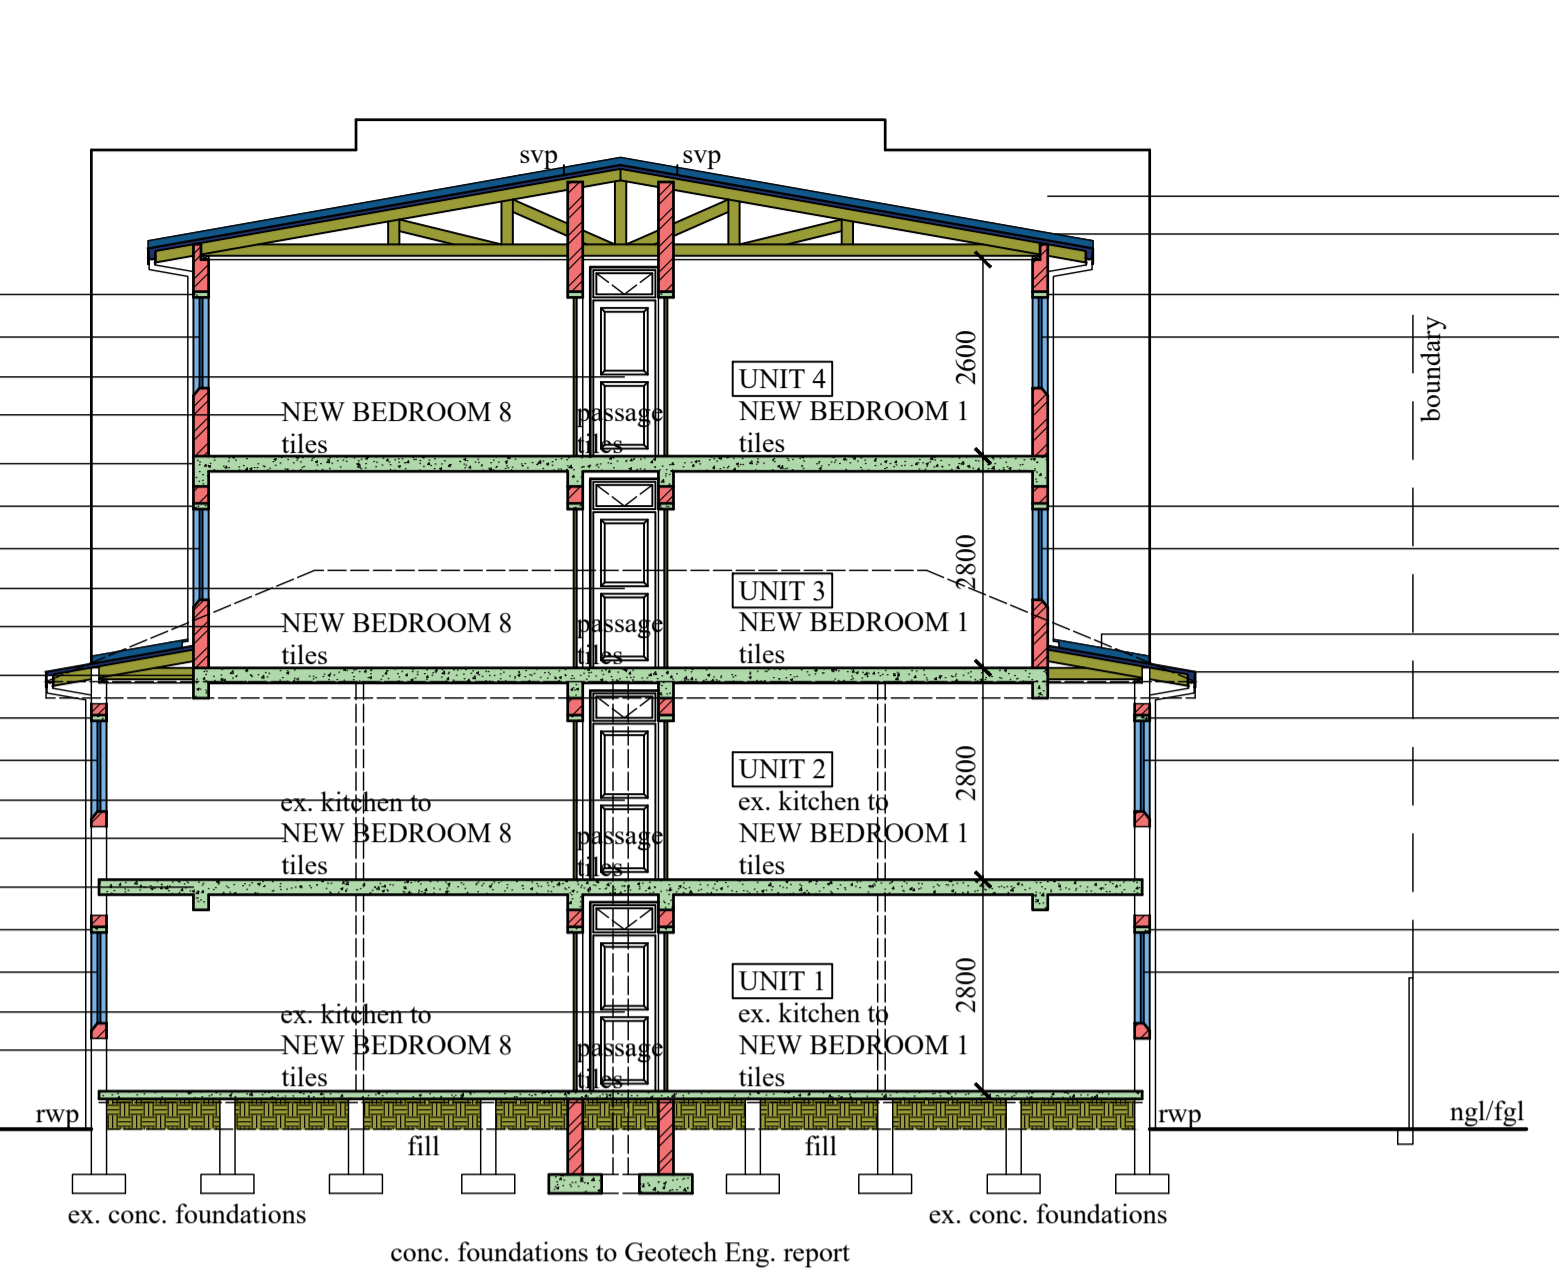 svp
svp
boundary
2600
UNIT 4
NEW BEDROOM 8
tiles
passage
tiles
NEW BEDROOM 1
tiles
2800
UNIT 3
NEW BEDROOM 8
tiles
passage
tiles
NEW BEDROOM 1
tiles
2800
UNIT 2
ex. kitchen to
NEW BEDROOM 8
tiles
passage
tiles
ex. kitchen to
NEW BEDROOM 1
tiles
2800
UNIT 1
ex. kitchen to
NEW BEDROOM 8
tiles
passage
tiles
ex. kitchen to
NEW BEDROOM 1
tiles
rwp
rwp
ngl/fgl
fill
fill
ex. conc. foundations
ex. conc. foundations
conc. foundations to Geotech Eng. report